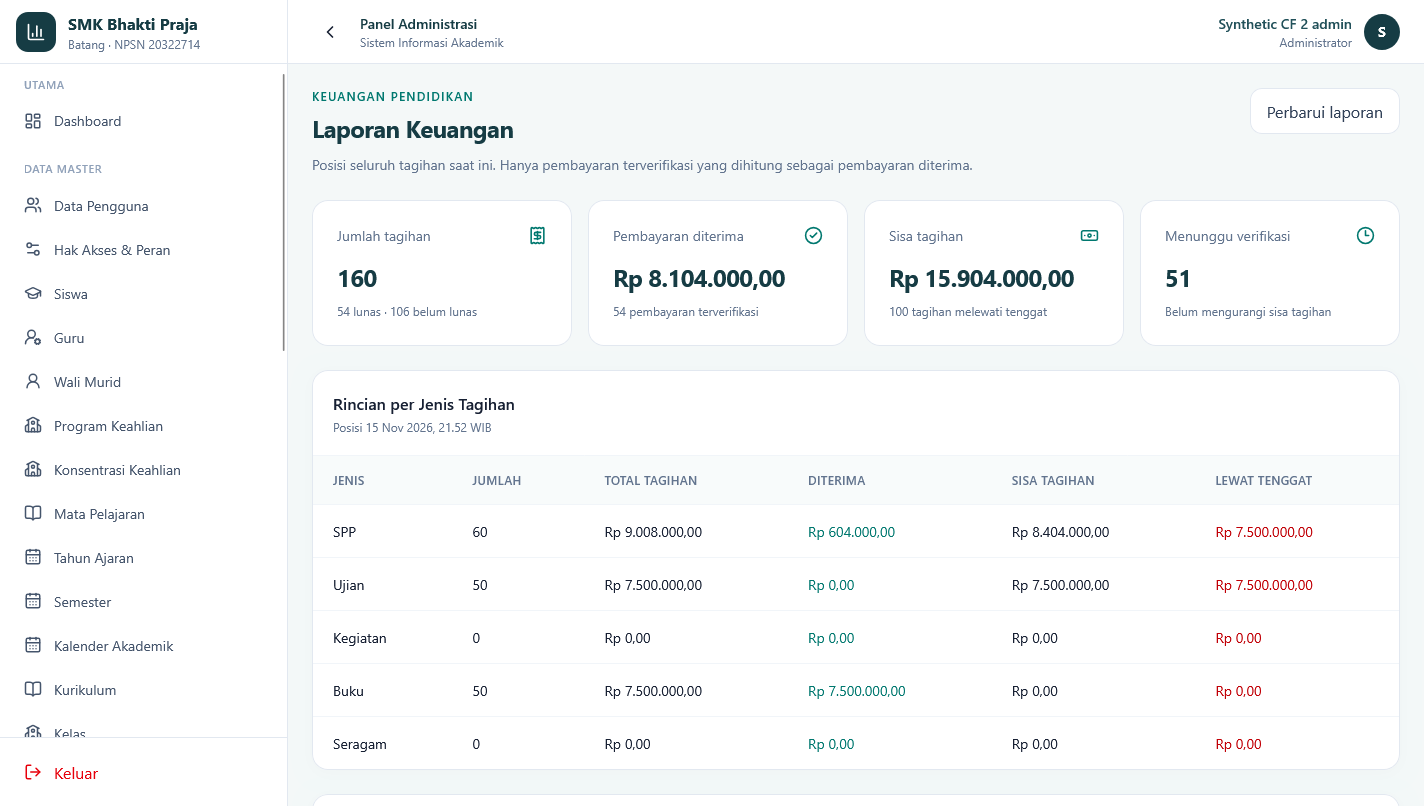 SMK Bhakti Praja
Batang · NPSN 20322714
UTAMA
Dashboard
DATA MASTER
Data Pengguna
Hak Akses & Peran
Siswa
Guru
Wali Murid
Program Keahlian
Konsentrasi Keahlian
Mata Pelajaran
Tahun Ajaran
Semester
Kalender Akademik
Kurikulum
Kelas
Keluar
Panel Administrasi
Sistem Informasi Akademik
Synthetic CF 2 admin
Administrator
S
KEUANGAN PENDIDIKAN
Laporan Keuangan
Posisi seluruh tagihan saat ini. Hanya pembayaran terverifikasi yang dihitung sebagai pembayaran diterima.
Perbarui laporan
Jumlah tagihan
160
54 lunas · 106 belum lunas
Pembayaran diterima
Rp 8.104.000,00
54 pembayaran terverifikasi
Sisa tagihan
Rp 15.904.000,00
100 tagihan melewati tenggat
Menunggu verifikasi
51
Belum mengurangi sisa tagihan
Rincian per Jenis Tagihan
Posisi 15 Nov 2026, 21.52 WIB
JENIS JUMLAH TOTAL TAGIHAN DITERIMA SISA TAGIHAN LEWAT TENGGAT
SPP 60 Rp 9.008.000,00 Rp 604.000,00 Rp 8.404.000,00 Rp 7.500.000,00
Ujian 50 Rp 7.500.000,00 Rp 0,00 Rp 7.500.000,00 Rp 7.500.000,00
Kegiatan 0 Rp 0,00 Rp 0,00 Rp 0,00 Rp 0,00
Buku 50 Rp 7.500.000,00 Rp 7.500.000,00 Rp 0,00 Rp 0,00
Seragam 0 Rp 0,00 Rp 0,00 Rp 0,00 Rp 0,00